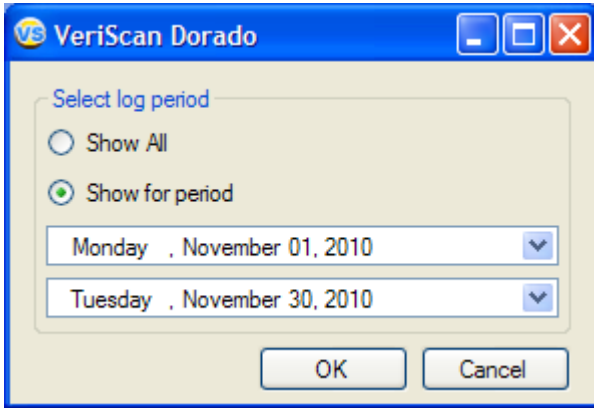 VS VeriScan Dorado
Select log period
Show All
Show for period
Monday , November 01, 2010
Tuesday , November 30, 2010
OK Cancel